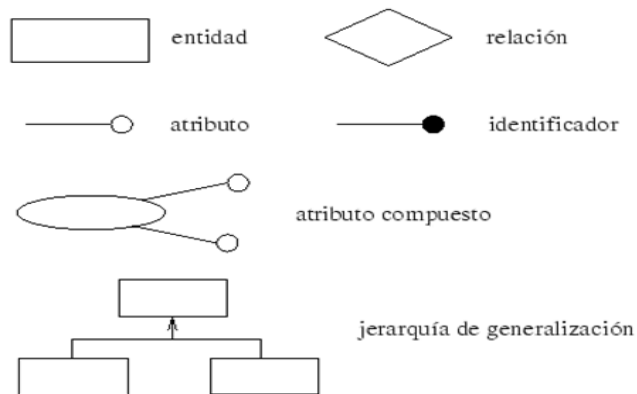 entidad
relación
atributo
identificador
atributo compuesto
jerarquía de generalización